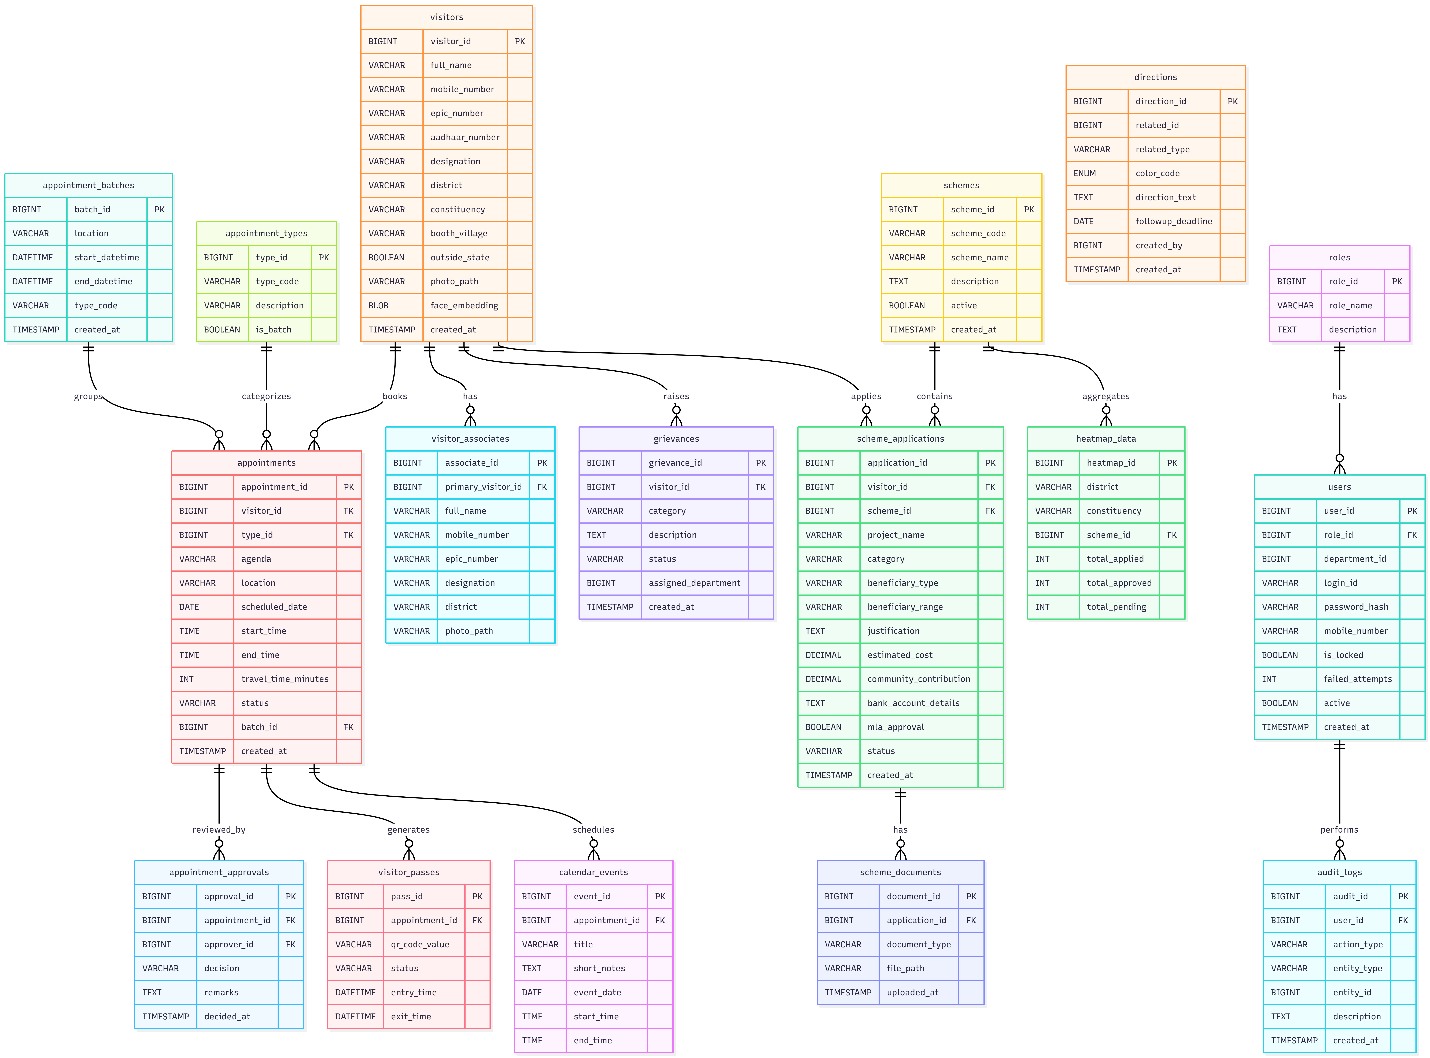 visitors
BIGINT visitor_id PK
VARCHAR full_name
VARCHAR mobile_number
VARCHAR epic_number
VARCHAR aadhaar_number
VARCHAR designation
VARCHAR district
VARCHAR constituency
VARCHAR booth_village
BOOLEAN outside_state
VARCHAR photo_path
BLOB face_embedding
TIMESTAMP created_at
directions
BIGINT direction_id PK
BIGINT related_id
VARCHAR related_type
ENUM color_code
TEXT direction_text
DATE followup_deadline
BIGINT created_by
TIMESTAMP created_at
appointment_batches
BIGINT batch_id PK
VARCHAR location
DATETIME start_datetime
DATETIME end_datetime
VARCHAR type_code
TIMESTAMP created_at
appointment_types
BIGINT type_id PK
VARCHAR type_code
VARCHAR description
BOOLEAN is_batch
schemes
BIGINT scheme_id PK
VARCHAR scheme_code
VARCHAR scheme_name
TEXT description
BOOLEAN active
TIMESTAMP created_at
roles
BIGINT role_id PK
VARCHAR role_name
TEXT description
groups
categorizes
books
has
raises
applies
contains
aggregates
has
appointments
BIGINT appointment_id PK
BIGINT visitor_id FK
BIGINT type_id FK
VARCHAR agenda
VARCHAR location
DATE scheduled_date
TIME start_time
TIME end_time
INT travel_time_minutes
VARCHAR status
BIGINT batch_id FK
TIMESTAMP created_at
visitor_associates
BIGINT associate_id PK
BIGINT primary_visitor_id FK
VARCHAR full_name
VARCHAR mobile_number
VARCHAR epic_number
VARCHAR designation
VARCHAR district
VARCHAR photo_path
grievances
BIGINT grievance_id PK
BIGINT visitor_id FK
VARCHAR category
TEXT description
VARCHAR status
BIGINT assigned_department
TIMESTAMP created_at
scheme_applications
BIGINT application_id PK
BIGINT visitor_id FK
BIGINT scheme_id FK
VARCHAR project_name
VARCHAR category
VARCHAR beneficiary_type
VARCHAR beneficiary_range
TEXT justification
DECIMAL estimated_cost
DECIMAL community_contribution
TEXT bank_account_details
BOOLEAN mla_approval
VARCHAR status
TIMESTAMP created_at
heatmap_data
BIGINT heatmap_id PK
VARCHAR district
VARCHAR constituency
BIGINT scheme_id FK
INT total_applied
INT total_approved
INT total_pending
users
BIGINT user_id PK
BIGINT role_id FK
BIGINT department_id
VARCHAR login_id
VARCHAR password_hash
VARCHAR mobile_number
BOOLEAN is_locked
INT failed_attempts
BOOLEAN active
TIMESTAMP created_at
reviewed_by
generates
schedules
has
performs
appointment_approvals
BIGINT approval_id PK
BIGINT appointment_id FK
BIGINT approver_id FK
VARCHAR decision
TEXT remarks
TIMESTAMP decided_at
visitor_passes
BIGINT pass_id PK
BIGINT appointment_id FK
VARCHAR qr_code_value
VARCHAR status
DATETIME entry_time
DATETIME exit_time
calendar_events
BIGINT event_id PK
BIGINT appointment_id FK
VARCHAR title
TEXT short_notes
DATE event_date
TIME start_time
TIME end_time
scheme_documents
BIGINT document_id PK
BIGINT application_id FK
VARCHAR document_type
VARCHAR file_path
TIMESTAMP uploaded_at
audit_logs
BIGINT audit_id PK
BIGINT user_id FK
VARCHAR action_type
VARCHAR entity_type
BIGINT entity_id
TEXT description
TIMESTAMP created_at